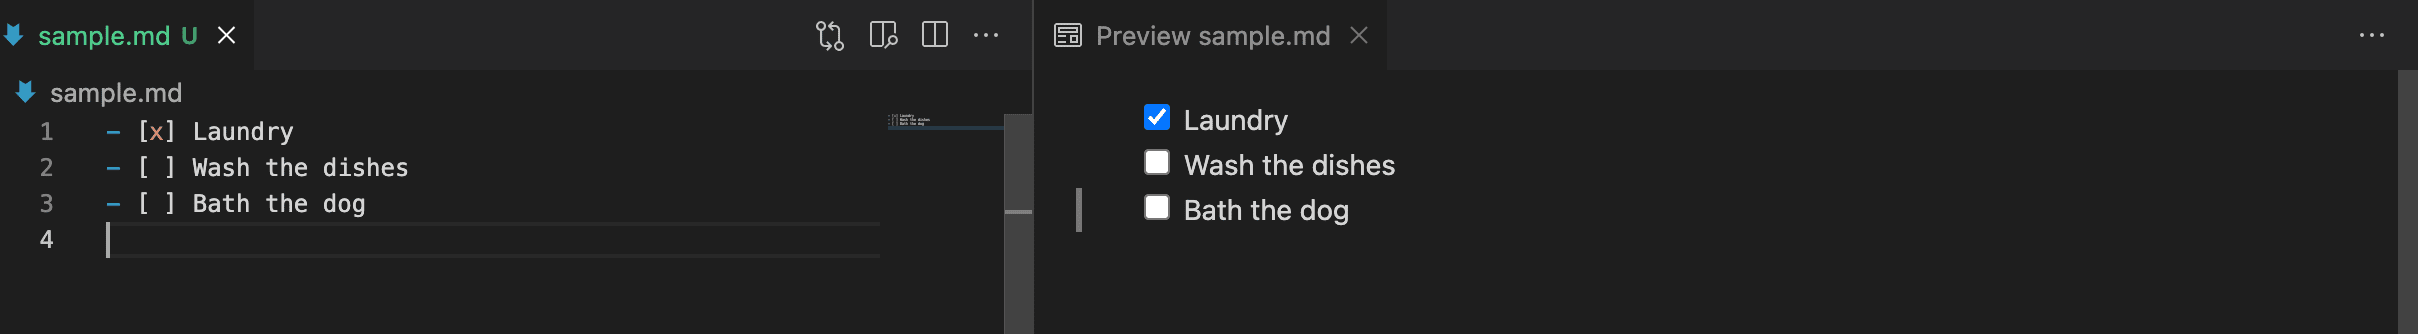 sample.md U
Preview sample.md
sample.md
1 - [x] Laundry
2 - [ ] Wash the dishes
3 - [ ] Bath the dog
4
Laundry
Wash the dishes
Bath the dog